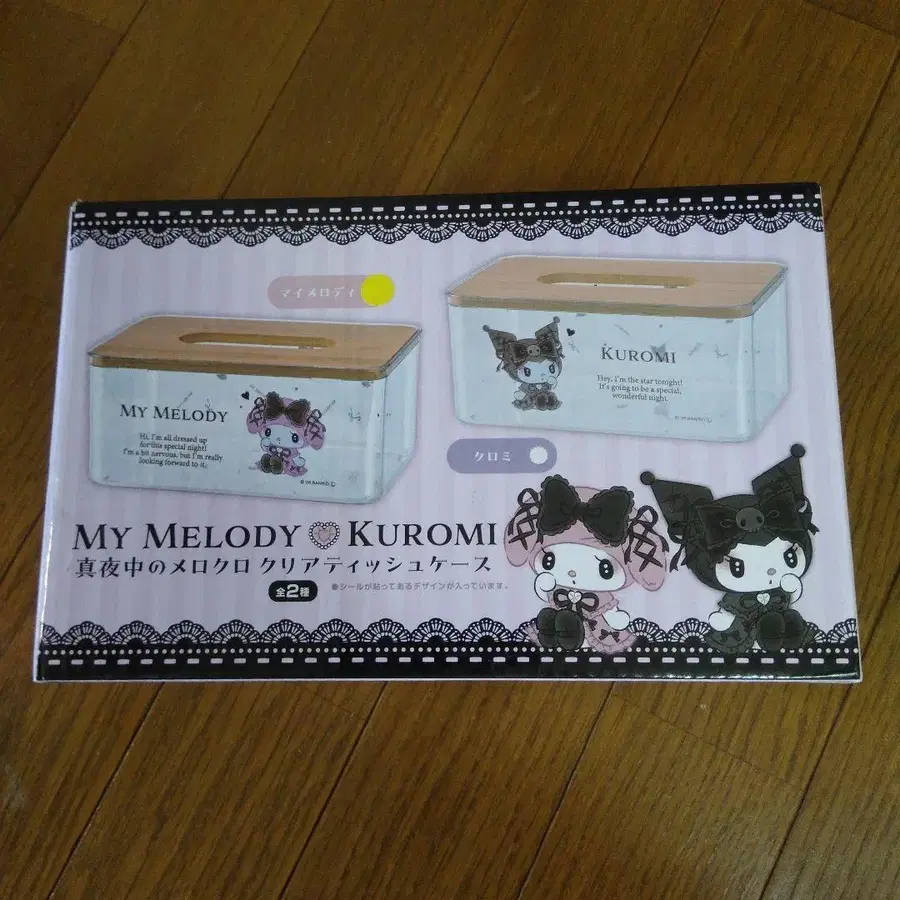 マイメロディ
MY MELODY
Hi, I'm all dressed up
for this special night!
I'm a bit nervous, but I'm really
looking forward to it.
KUROMI
Hey, I'm the star tonight!
It's going to be a special,
wonderful night.
クロミ
MY MELODY KUROMI
真夜中のメロクロ クリアティッシュケース
全2種 ●シールが貼ってあるデザインが入っています。